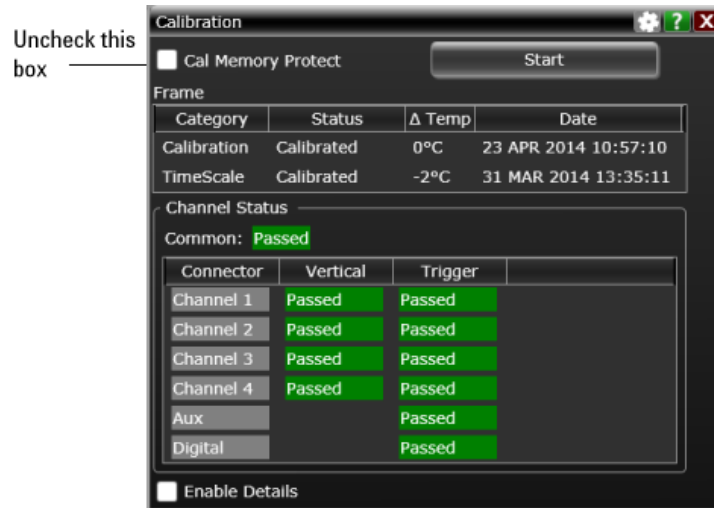 Uncheck this
box
Calibration ? X
Cal Memory Protect Start
Frame
Category Status Δ Temp Date
Calibration Calibrated 0°C 23 APR 2014 10:57:10
TimeScale Calibrated -2°C 31 MAR 2014 13:35:11
Channel Status
Common: Passed
Connector Vertical Trigger
Channel 1 Passed Passed
Channel 2 Passed Passed
Channel 3 Passed Passed
Channel 4 Passed Passed
Aux Passed
Digital Passed
Enable Details